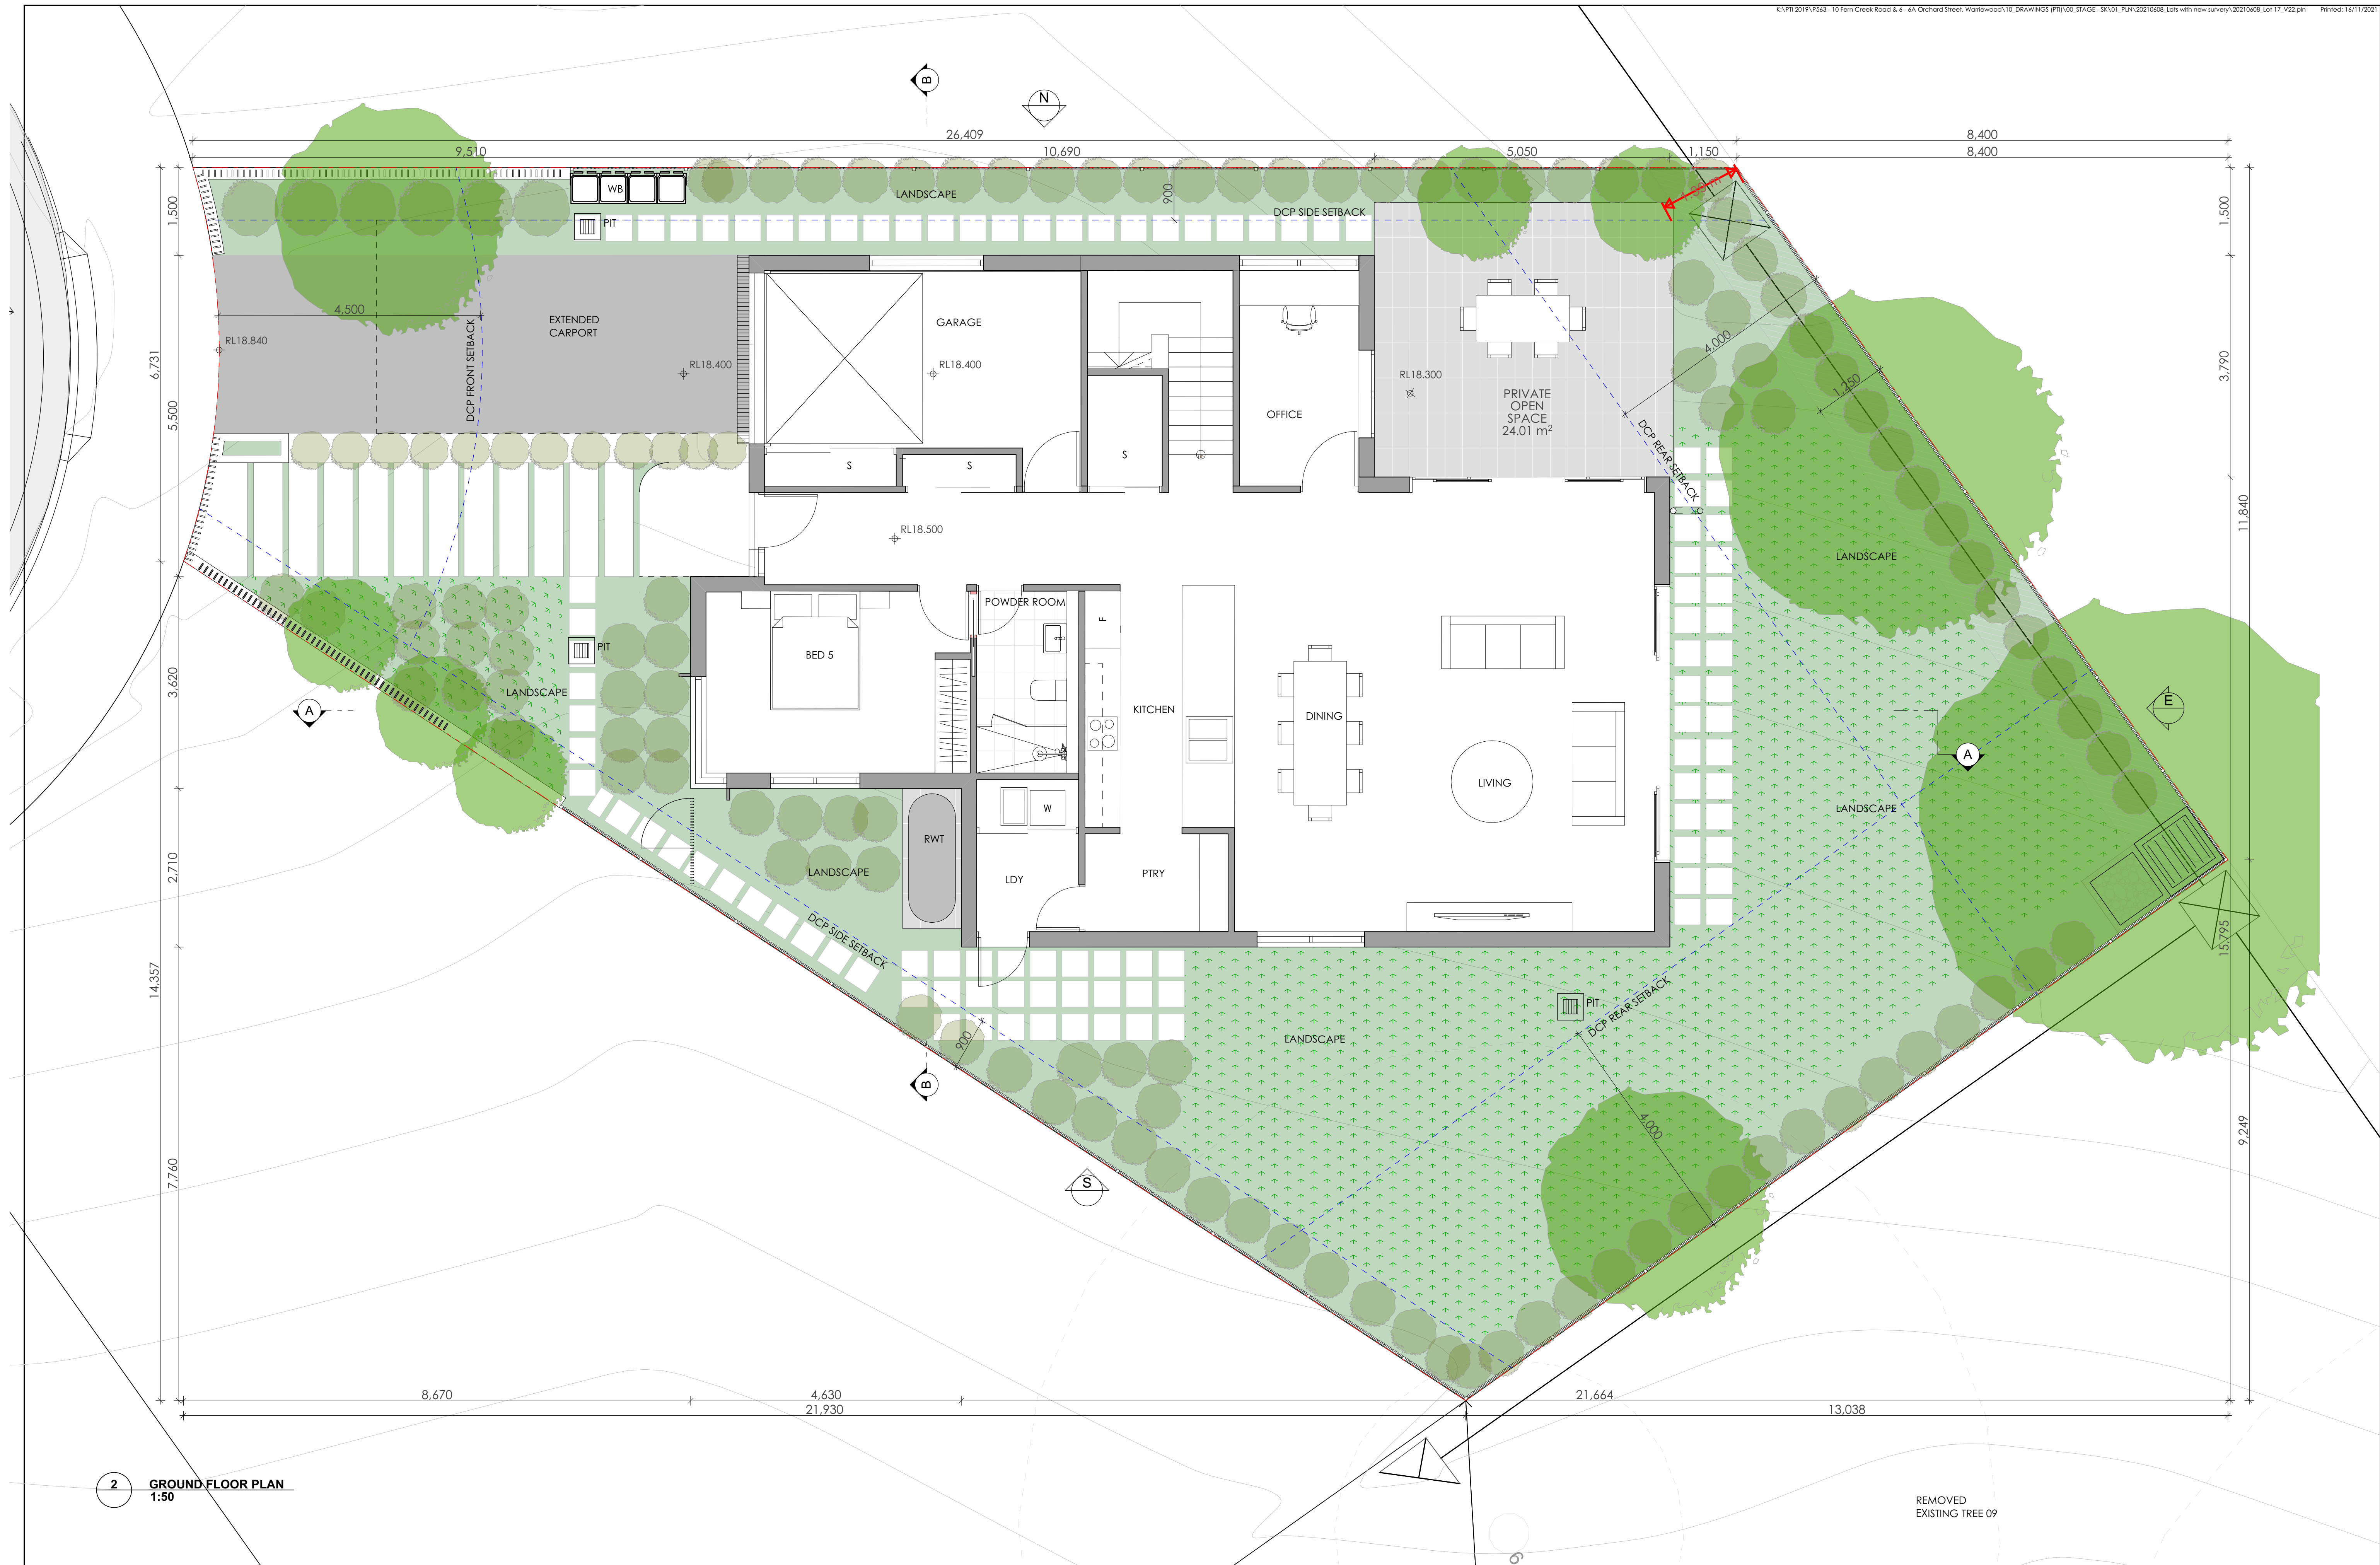 K:\PTI 2019\P563 - 10 Fern Creek Road & 6 - 6A Orchard Street, Warriewood\10_DRAWINGS (PTI)\00_STAGE - SK\01_PLN\20210608_Lots with new survery\20210608_Lot 17_V22.pln Printed: 16/11/2021
B
N
26,409
8,400
9,510
10,690
5,050
1,150
8,400
WB
PIT
LANDSCAPE
900
DCP SIDE SETBACK
1,500
1,500
4,500
EXTENDED
CARPORT
DCP FRONT SETBACK
RL18.840
RL18.400
GARAGE
RL18.400
OFFICE
RL18.300
PRIVATE
OPEN
SPACE
24.01 m2
4,000
1,250
3,790
6,731
5,500
S
S
S
DCP REAR SETBACK
11,840
RL18.500
LANDSCAPE
POWDER ROOM
F
PIT
BED 5
LANDSCAPE
3,620
A
KITCHEN
DINING
E
A
LIVING
LANDSCAPE
W
RWT
2,710
LANDSCAPE
LDY
PTRY
DCP SIDE SETBACK
15,795
14,357
PIT
DCP REAR SETBACK
LANDSCAPE
900
B
4,000
9,249
7,760
S
8,670
4,630
21,664
21,930
13,038
2
GROUND FLOOR PLAN
1:50
REMOVED
EXISTING TREE 09